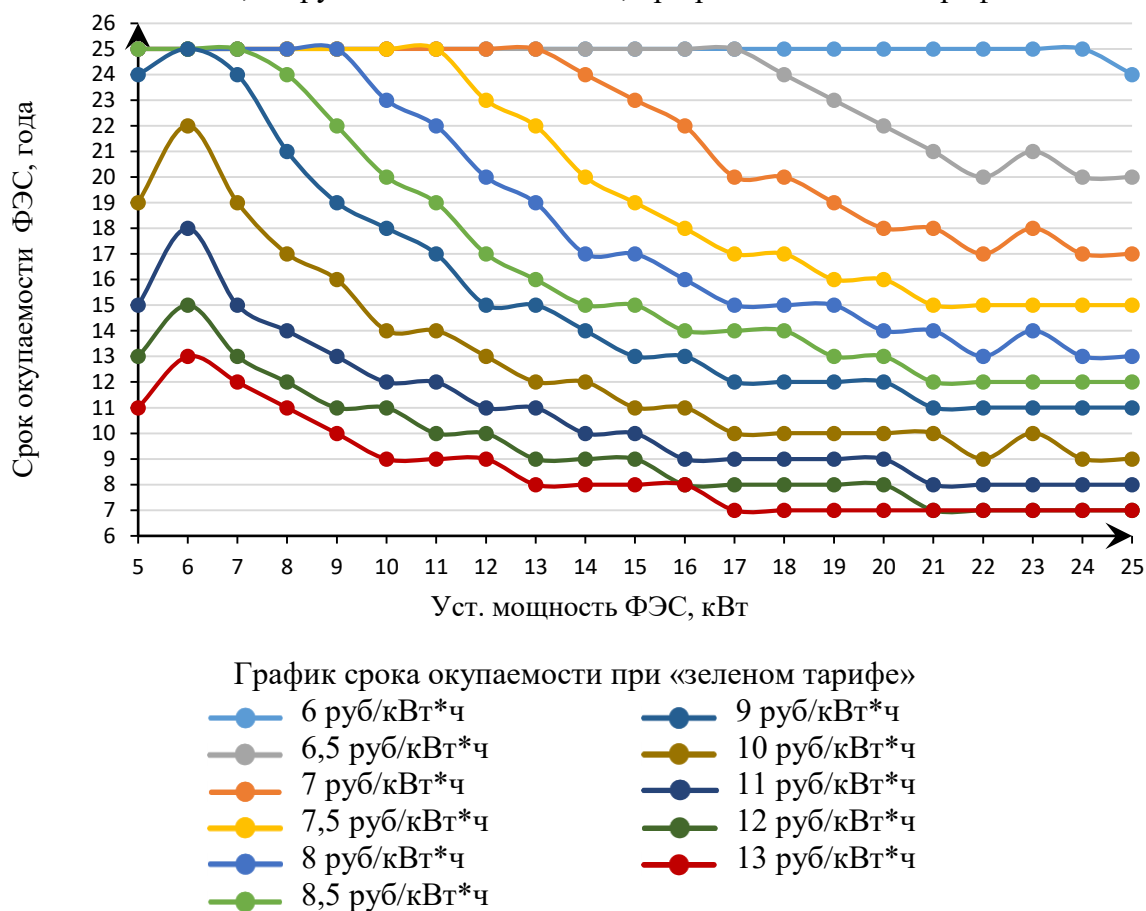 26
25
24
23
22
21
20
19
18
17
16
15
14
13
12
11
10
9
8
7
6
Срок окупаемости ФЭС, года
5 6 7 8 9 10 11 12 13 14 15 16 17 18 19 20 21 22 23 24 25
Уст. мощность ФЭС, кВт
График срока окупаемости при «зеленом тарифе»
6 руб/кВт*ч
6,5 руб/кВт*ч
7 руб/кВт*ч
7,5 руб/кВт*ч
8 руб/кВт*ч
8,5 руб/кВт*ч
9 руб/кВт*ч
10 руб/кВт*ч
11 руб/кВт*ч
12 руб/кВт*ч
13 руб/кВт*ч